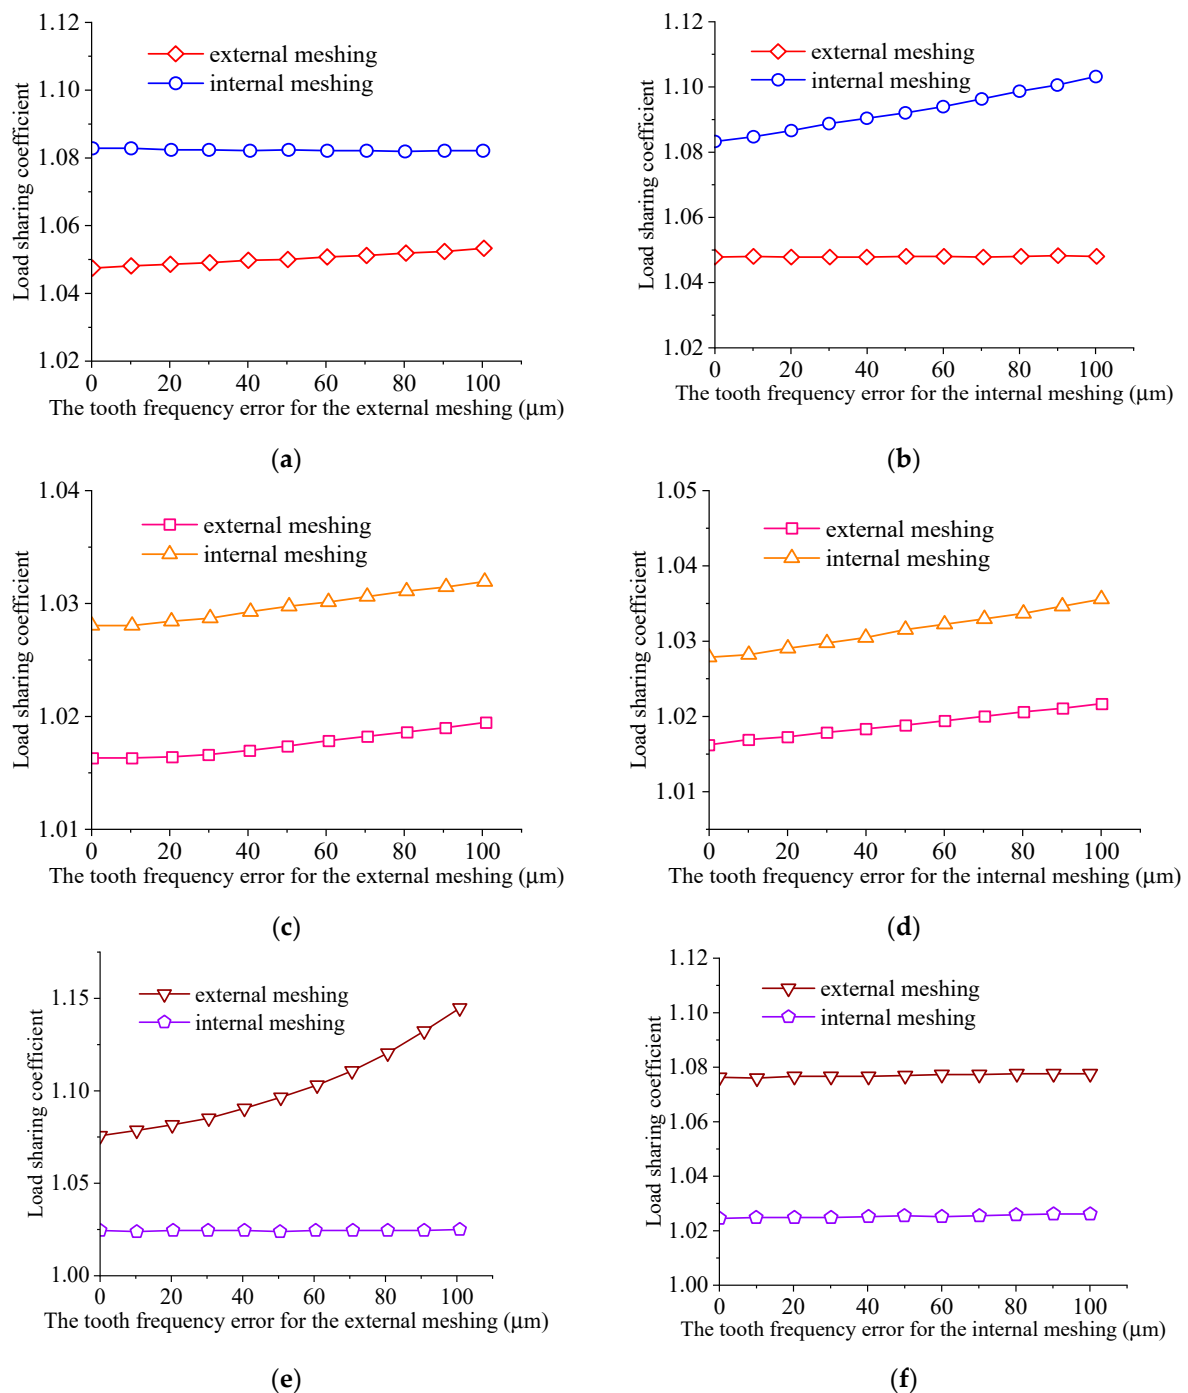 1.12
1.10
1.08
1.06
1.04
1.02
Load sharing coefficient
external meshing
internal meshing
0 20 40 60 80 100
The tooth frequency error for the external meshing (μm)
(a)
1.12
1.10
1.08
1.06
1.04
1.02
Load sharing coefficient
external meshing
internal meshing
0 20 40 60 80 100
The tooth frequency error for the internal meshing (μm)
(b)
1.04
1.03
1.02
1.01
Load sharing coefficient
external meshing
internal meshing
0 20 40 60 80 100
The tooth frequency error for the external meshing (μm)
(c)
1.05
1.04
1.03
1.02
1.01
Load sharing coefficient
external meshing
internal meshing
0 20 40 60 80 100
The tooth frequency error for the internal meshing (μm)
(d)
1.15
1.10
1.05
1.00
Load sharing coefficient
external meshing
internal meshing
0 20 40 60 80 100
The tooth frequency error for the external meshing (μm)
(e)
1.12
1.10
1.08
1.06
1.04
1.02
1.00
Load sharing coefficient
external meshing
internal meshing
0 20 40 60 80 100
The tooth frequency error for the internal meshing (μm)
(f)